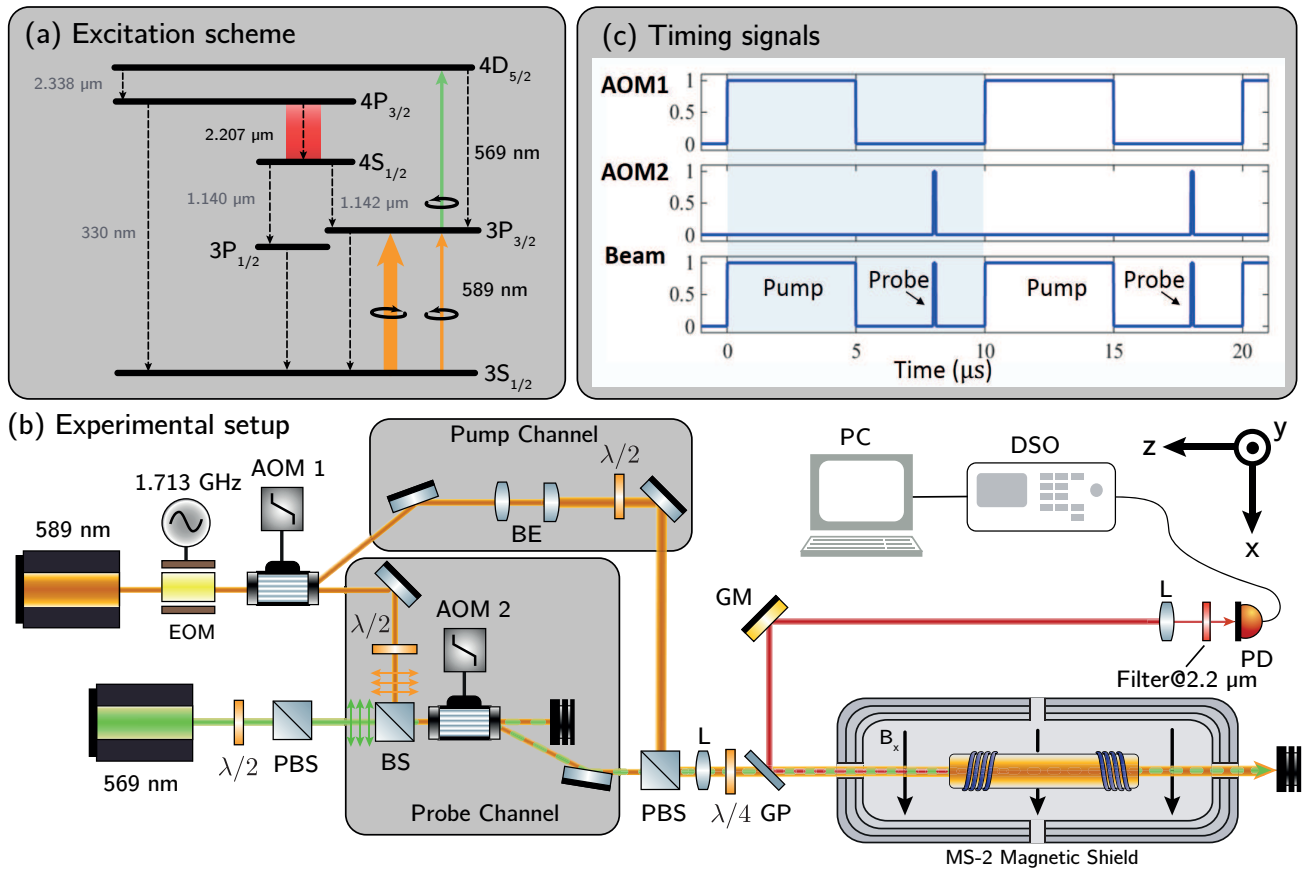 (a) Excitation scheme
4D5/2
2.338 µm
4P3/2
2.207 µm
4S1/2
569 nm
1.140 µm
1.142 µm
330 nm
3P3/2
3P1/2
589 nm
3S1/2
(c) Timing signals
AOM1
1
0.5
0
AOM2
1
0.5
0
Beam
1
0.5
0
Pump
Probe
Pump
Probe
0 5 10 15 20
Time (µs)
(b) Experimental setup
Pump Channel
λ/2
BE
1.713 GHz
AOM 1
589 nm
EOM
λ/2
AOM 2
BS
Probe Channel
569 nm
λ/2
PBS
PBS
L
λ/4
GP
GM
PC
DSO
z
y
x
L
PD
Filter@2.2 µm
Bx
MS-2 Magnetic Shield